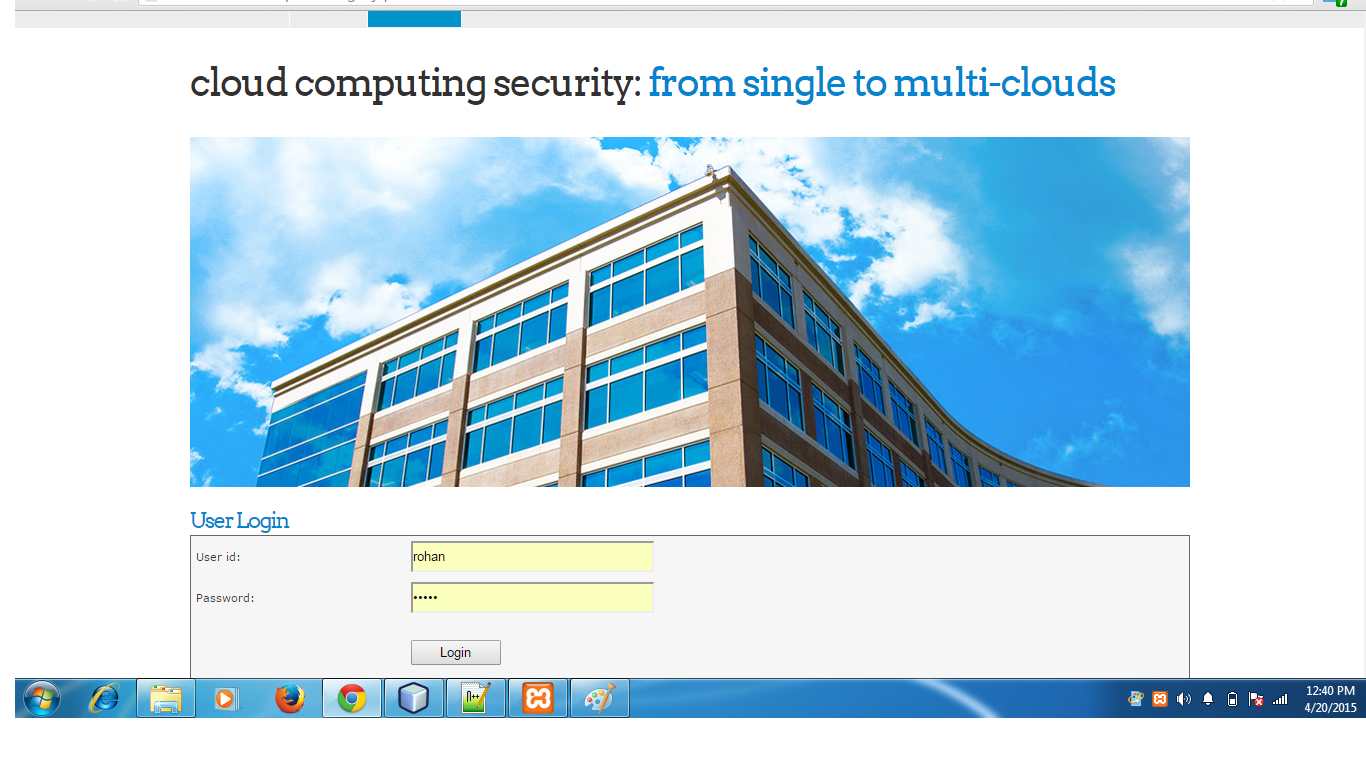 cloud computing security: from single to multi-clouds
User Login
User id:
rohan
Password:
•••••
Login
12:40 PM
4/20/2015